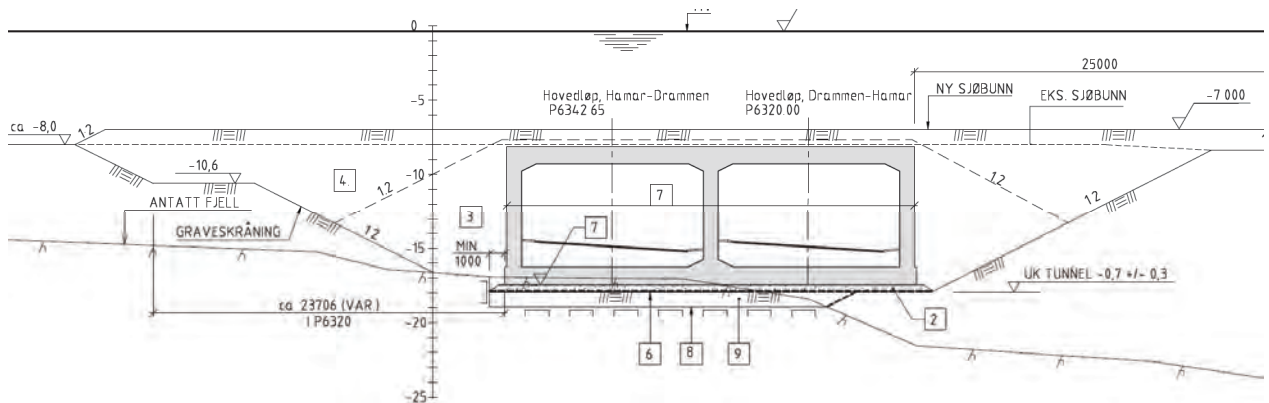 0
25000
Hovedløp, Hamar-Drammen
P6342 65
Hovedløp, Drammen-Hamar
P6320.00
NY SJØBUNN
EKS. SJØBUNN
-7 000
-5
ca -8,0
1:2
-10,6
-10
4.
1:2
1:2
7
ANTATT FJELL
GRAVESKRÅNING
1:2
3
7
MIN
1000
-15
UK TUNNEL -0,7 +/- 0,3
ca 23706 (VAR.)
I P6320
-20
2
6
8
9
-25